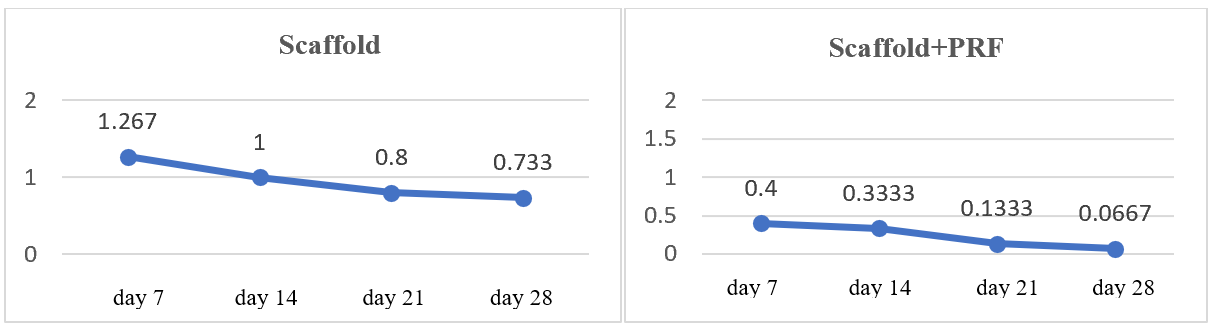 Scaffold
2
1
0
1.267
1
0.8
0.733
day 7
day 14
day 21
day 28
Scaffold+PRF
2
1.5
1
0.5
0
0.4
0.3333
0.1333
0.0667
day 7
day 14
day 21
day 28